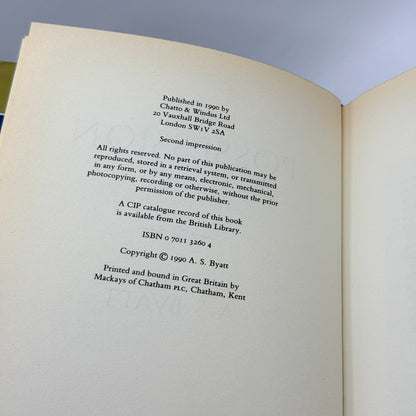 Published in 1990 by
Chatto & Windus Ltd
20 Vauxhall Bridge Road
London SW1V 2SA
Second impression
All rights reserved. No part of this publication may be
reproduced, stored in a retrieval system, or transmitted
in any form, or by any means, electronic, mechanical,
photocopying, recording or otherwise, without the prior
permission of the publisher.
A CIP catalogue record of this book
is available from the British Library.
ISBN 0 7011 3260 4
Copyright © 1990 A. S. Byatt
Printed and bound in Great Britain by
Mackays of Chatham PLC, Chatham, Kent